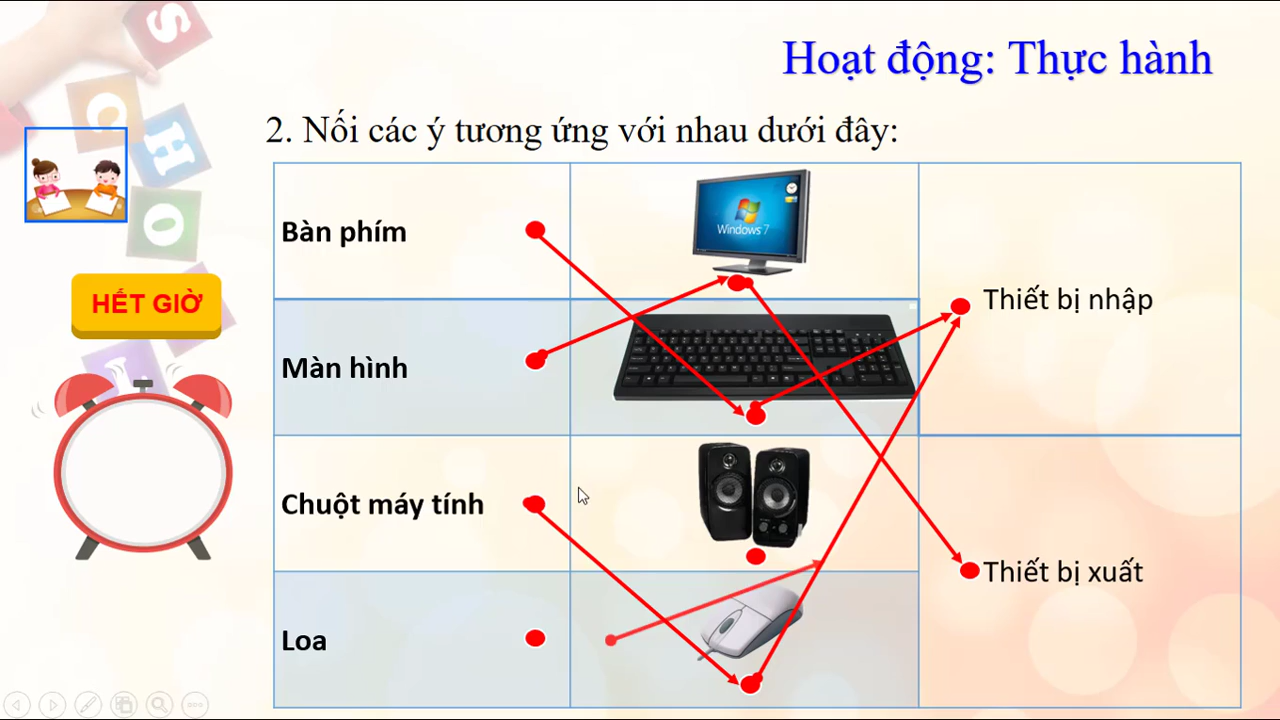 Hoạt động: Thực hành
2. Nối các ý tương ứng với nhau dưới đây:
Bàn phím
Windows 7
Thiết bị nhập
HẾT GIỜ
Màn hình
Chuột máy tính
Thiết bị xuất
Loa
S
C
H
O
L